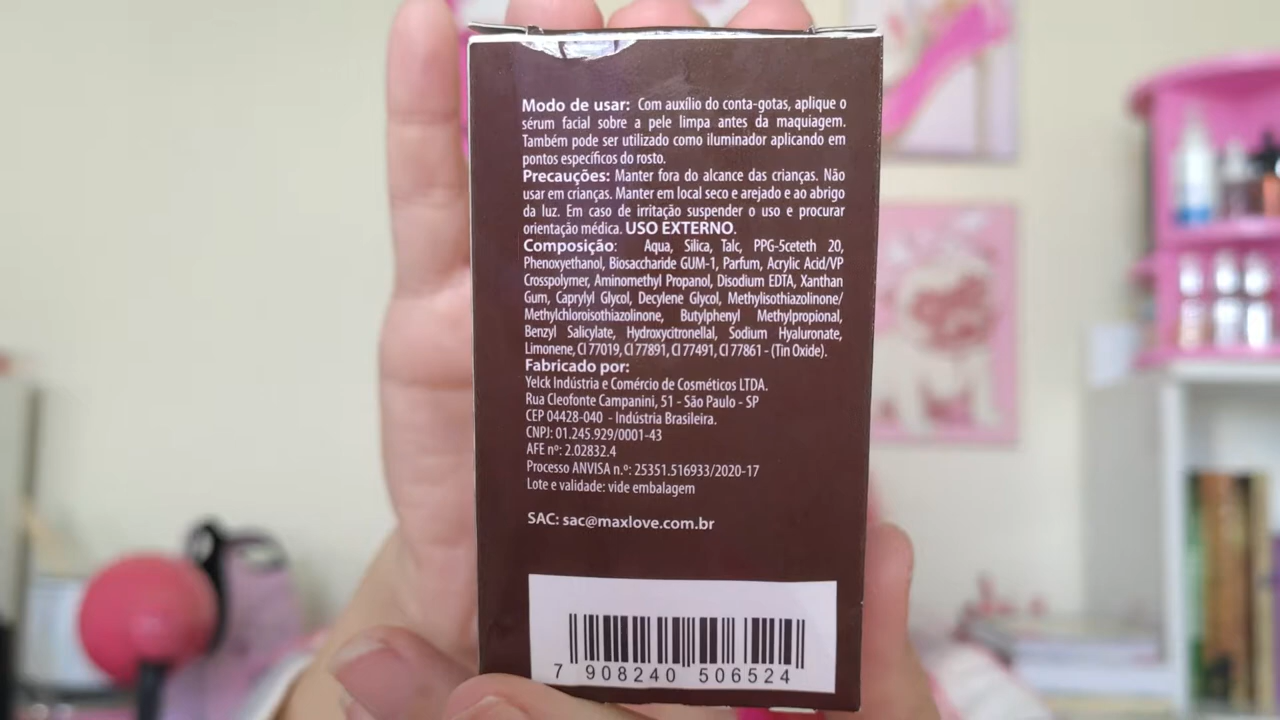 Modo de usar: Com auxílio do conta-gotas, aplique o
sérum facial sobre a pele limpa antes da maquiagem.
Também pode ser utilizado como iluminador aplicando em
pontos específicos do rosto.
Precauções: Manter fora do alcance das crianças. Não
usar em crianças. Manter em local seco e arejado e ao abrigo
da luz. Em caso de irritação suspender o uso e procurar
orientação médica. USO EXTERNO.
Composição: Aqua, Silica, Talc, PPG-5ceteth 20,
Phenoxyethanol, Biosaccharide GUM-1, Parfum, Acrylic Acid/VP
Crosspolymer, Aminomethyl Propanol, Disodium EDTA, Xanthan
Gum, Caprylyl Glycol, Decylene Glycol, Methylisothiazolinone/
Methylchloroisothiazolinone, Butylphenyl Methylpropional,
Benzyl Salicylate, Hydroxycitronellal, Sodium Hyaluronate,
Limonene, CI 77019, CI 77891, CI 77491, CI 77861 - (Tin Oxide).
Fabricado por:
Yelck Indústria e Comércio de Cosméticos LTDA.
Rua Cleofonte Campanini, 51 - São Paulo - SP
CEP 04428-040 - Indústria Brasileira.
CNPJ: 01.245.929/0001-43
AFE nº: 2.02832.4
Processo ANVISA n.º: 25351.516933/2020-17
Lote e validade: vide embalagem
SAC: sac@maxlove.com.br
7 908240 506524